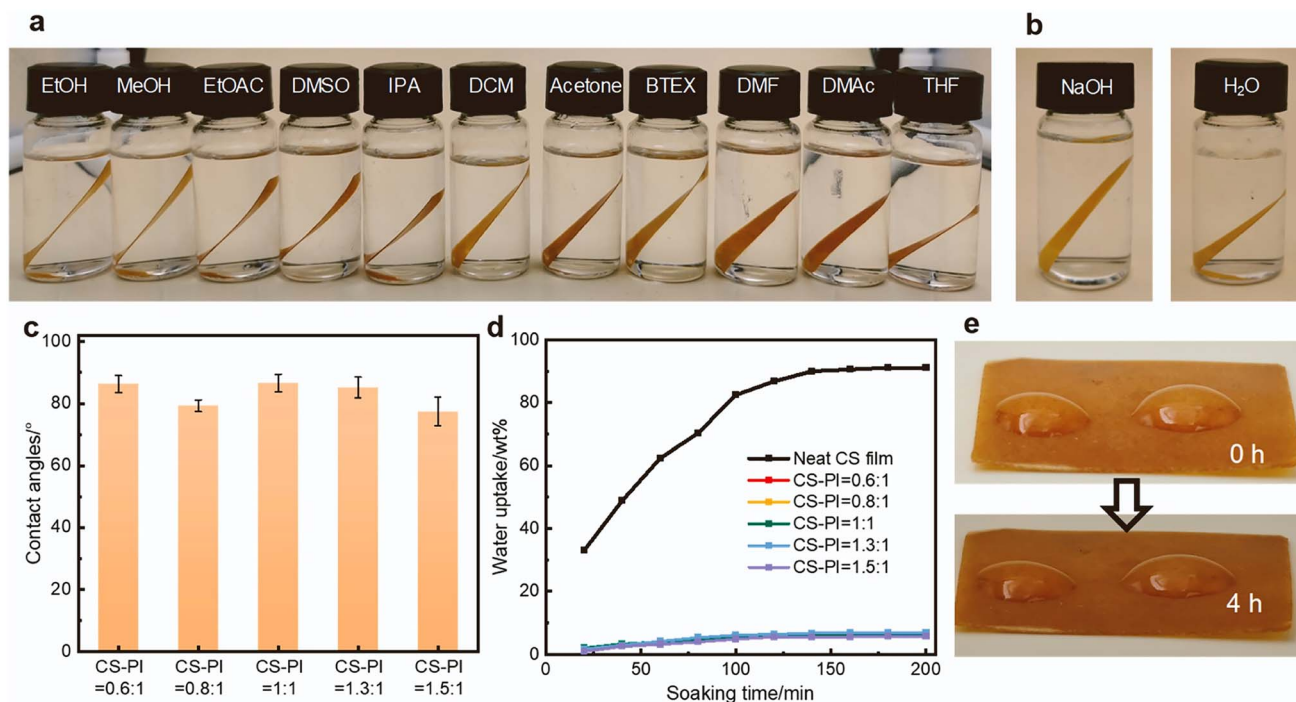 a
EtOH MeOH EtOAC DMSO IPA DCM Acetone BTEX DMF DMAc THF
b
NaOH H₂O
c
100
80
60
40
20
0
Contact angles/°
CS-PI CS-PI CS-PI CS-PI CS-PI
=0.6:1 =0.8:1 =1:1 =1.3:1 =1.5:1
d
100
80
60
40
20
0
Water uptake/wt%
Neat CS film
CS-PI=0.6:1
CS-PI=0.8:1
CS-PI=1:1
CS-PI=1.3:1
CS-PI=1.5:1
0 50 100 150 200
Soaking time/min
e
0 h
4 h